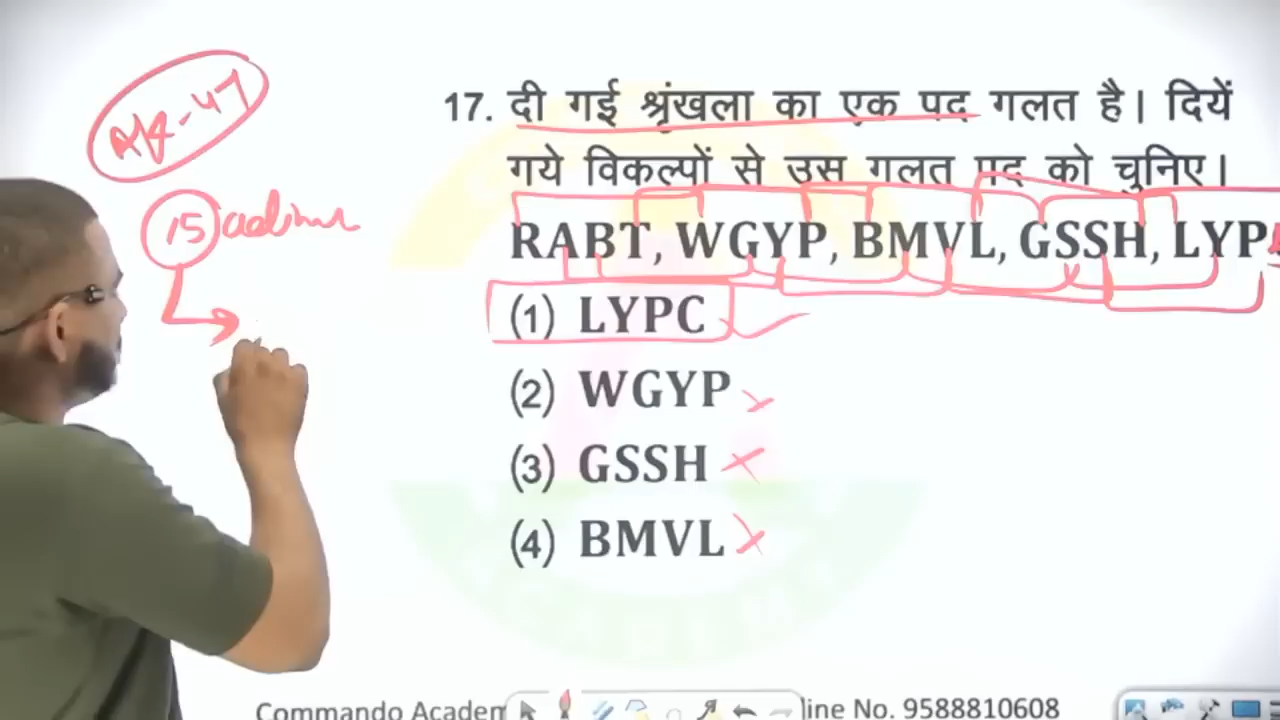 17. दी गई श्रृंखला का एक पद गलत है। दियें
गये विकल्पों से उस गलत पद को चुनिए।
RABT, WGYP, BMVL, GSSH, LYP
(1) LYPC
(2) WGYP
(3) GSSH
(4) BMVL
15
Commando Academ
line No. 9588810608